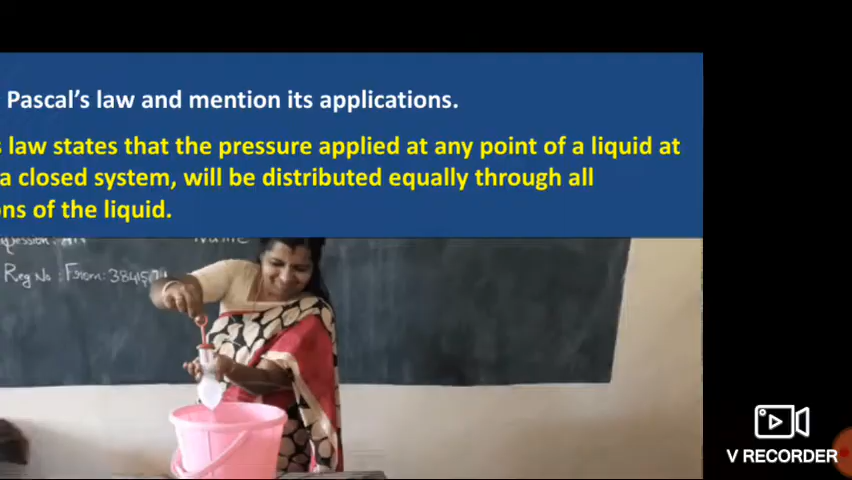 Pascal's law and mention its applications.
law states that the pressure applied at any point of a liquid at
a closed system, will be distributed equally through all
of the liquid.
Reg No :
V RECORDER